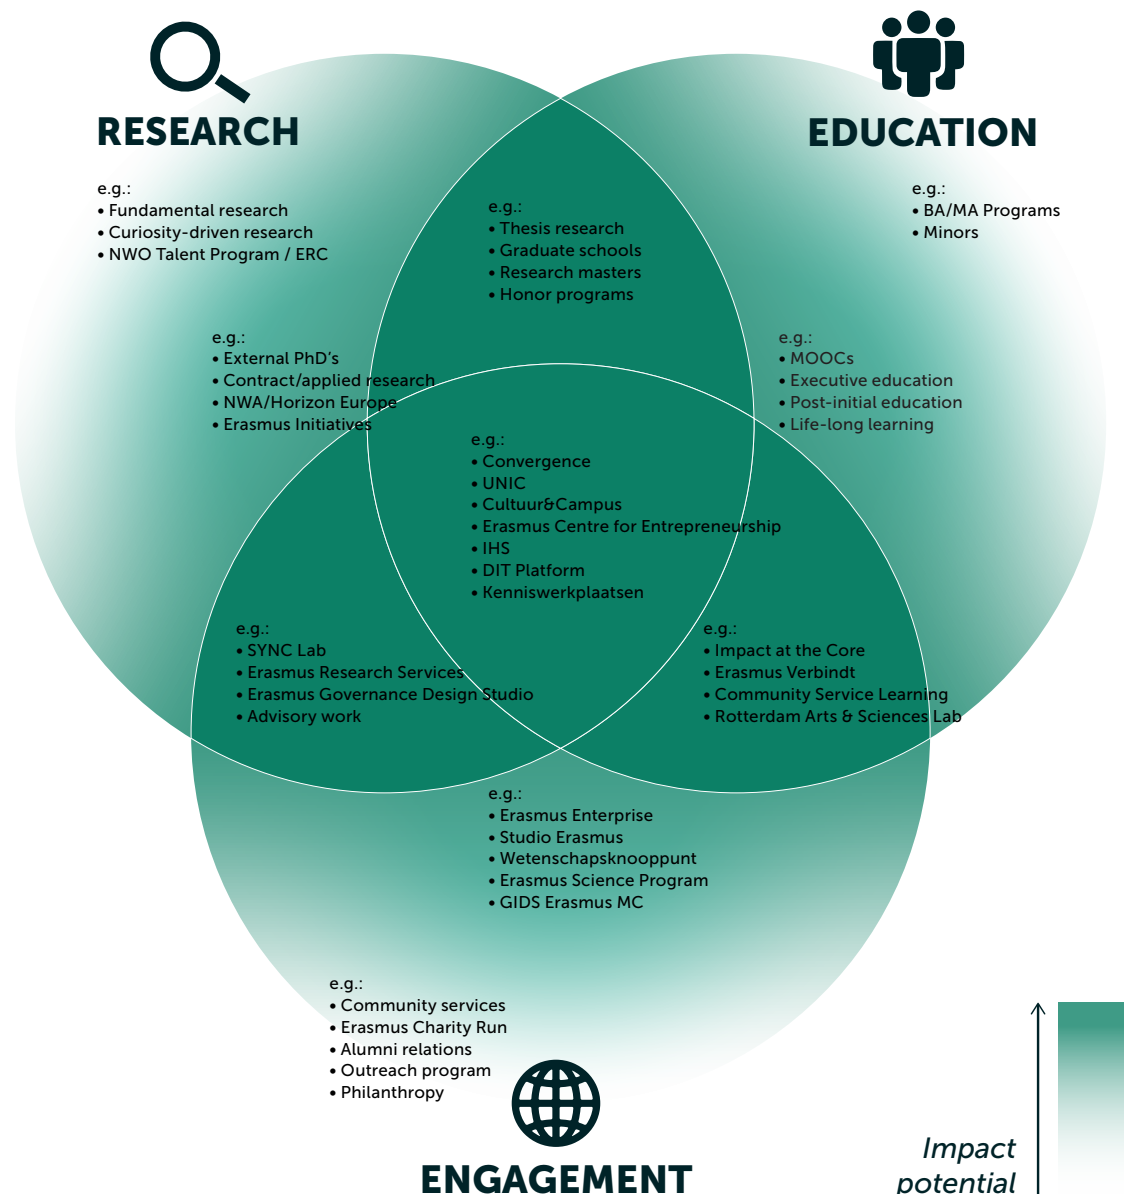 RESEARCH
e.g.:
• Fundamental research
• Curiosity-driven research
• NWO Talent Program / ERC
EDUCATION
e.g.:
• BA/MA Programs
• Minors
e.g.:
• Thesis research
• Graduate schools
• Research masters
• Honor programs
e.g.:
• External PhD’s
• Contract/applied research
• NWA/Horizon Europe
• Erasmus Initiatives
e.g.:
• MOOCs
• Executive education
• Post-initial education
• Life-long learning
e.g.:
• Convergence
• UNIC
• Cultuur&Campus
• Erasmus Centre for Entrepreneurship
• IHS
• DIT Platform
• Kenniswerkplaatsen
e.g.:
• SYNC Lab
• Erasmus Research Services
• Erasmus Governance Design Studio
• Advisory work
e.g.:
• Impact at the Core
• Erasmus Verbindt
• Community Service Learning
• Rotterdam Arts & Sciences Lab
e.g.:
• Erasmus Enterprise
• Studio Erasmus
• Wetenschapsknooppunt
• Erasmus Science Program
• GIDS Erasmus MC
e.g.:
• Community services
• Erasmus Charity Run
• Alumni relations
• Outreach program
• Philanthropy
ENGAGEMENT
Impact
potential